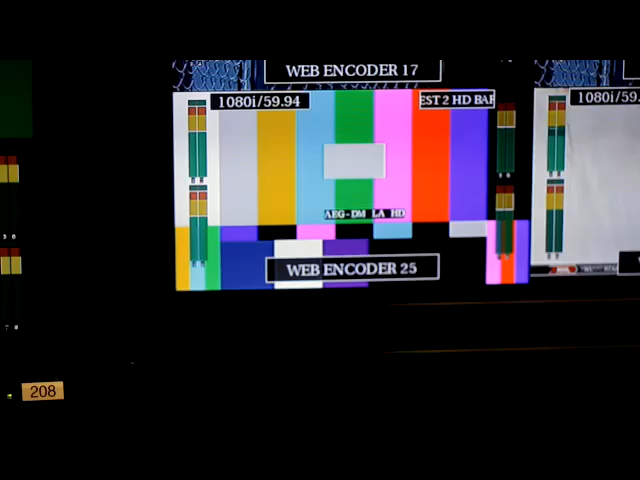 WEB ENCODER 17
1080i/59.94
EST 2 HD BAR
1080i/59.
AEG-DM LA HD
WEB ENCODER 25
208